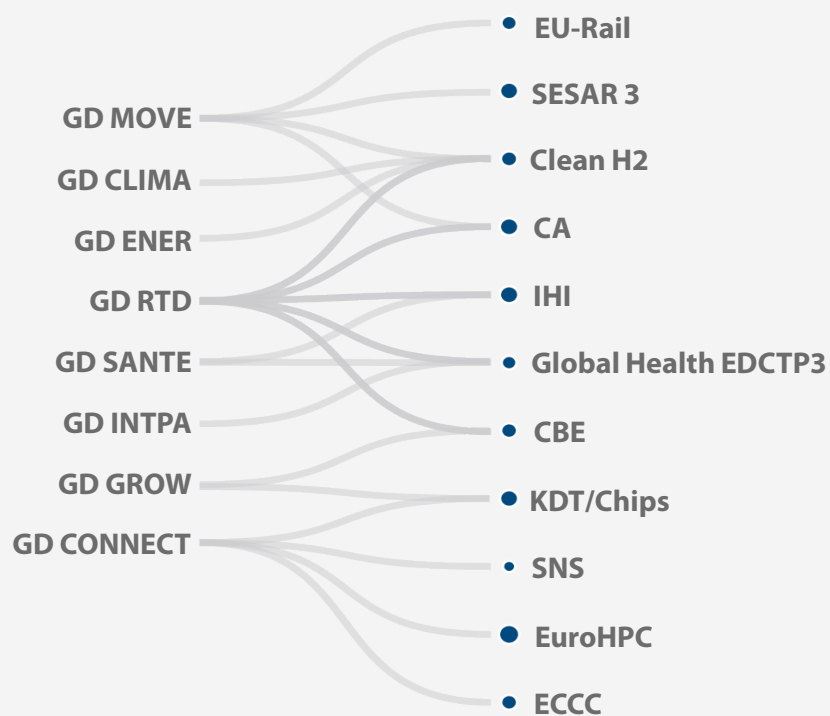 GD MOVE
GD CLIMA
GD ENER
GD RTD
GD SANTE
GD INTPA
GD GROW
GD CONNECT
EU-Rail
SESAR 3
Clean H2
CA
IHI
Global Health EDCTP3
CBE
KDT/Chips
SNS
EuroHPC
ECCC